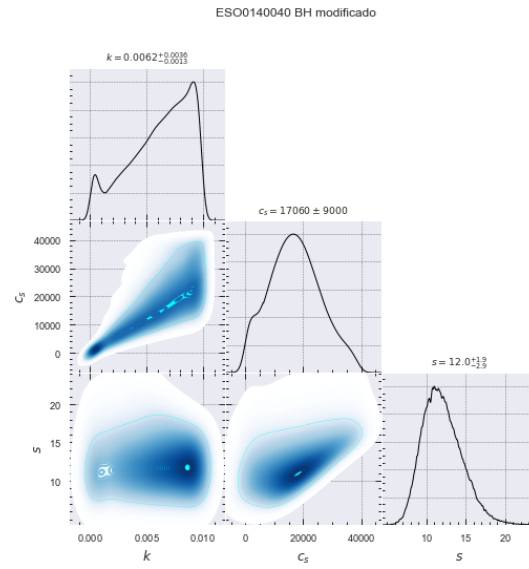 ESO0140040 BH modificado
k = 0.0062^{+0.0036}_{-0.0013}
c_s = 17060 ± 9000
40000
30000
20000
10000
0
c_s
s = 12.0^{+1.9}_{-2.9}
20
15
10
s
0.000 0.005 0.010
0 20000 40000
10 15 20
k
c_s
s